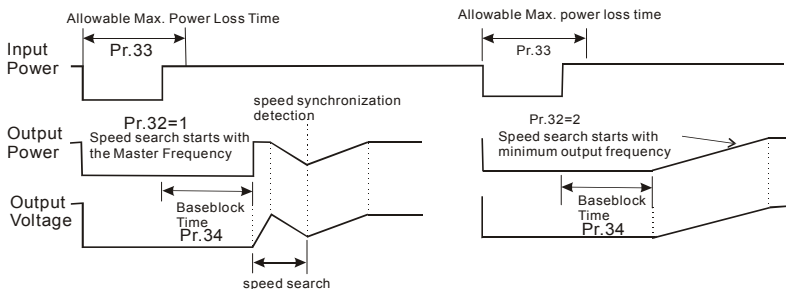 Allowable Max. Power Loss Time
Pr.33
Input
Power
Allowable Max. power loss time
Pr.33
speed synchronization
detection
Output
Power
Pr.32=1
Speed search starts with
the Master Frequency
Pr.32=2
Speed search starts with
minimum output frequency
Output
Voltage
Baseblock
Time
Pr.34
Baseblock
Time
Pr.34
speed search